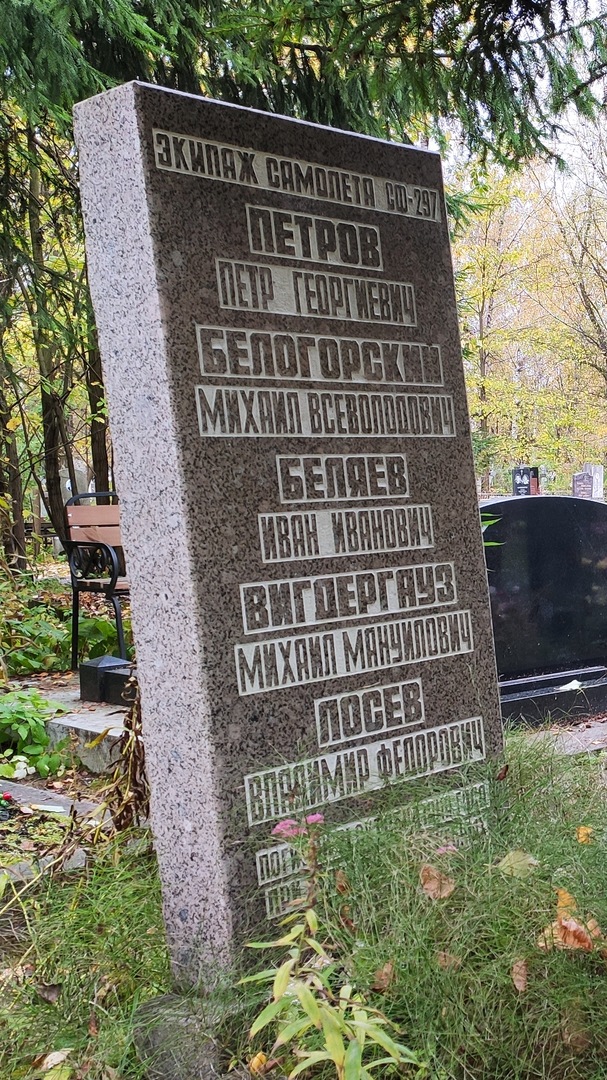 ЭКИПАЖ САМОЛЕТА СФ-297
ПЕТРОВ
ПЕТР ГЕОРГИЕВИЧ
БЕЛОГОРСКИЙ
МИХАИЛ ВСЕВОЛОДОВИЧ
БЕЛЯЕВ
ИВАН ИВАНОВИЧ
ВИГДЕРГАУЗ
МИХАИЛ МАНУИЛОВИЧ
ЛОСЕВ
ВЛАДИМИР ФЕДОРОВИЧ